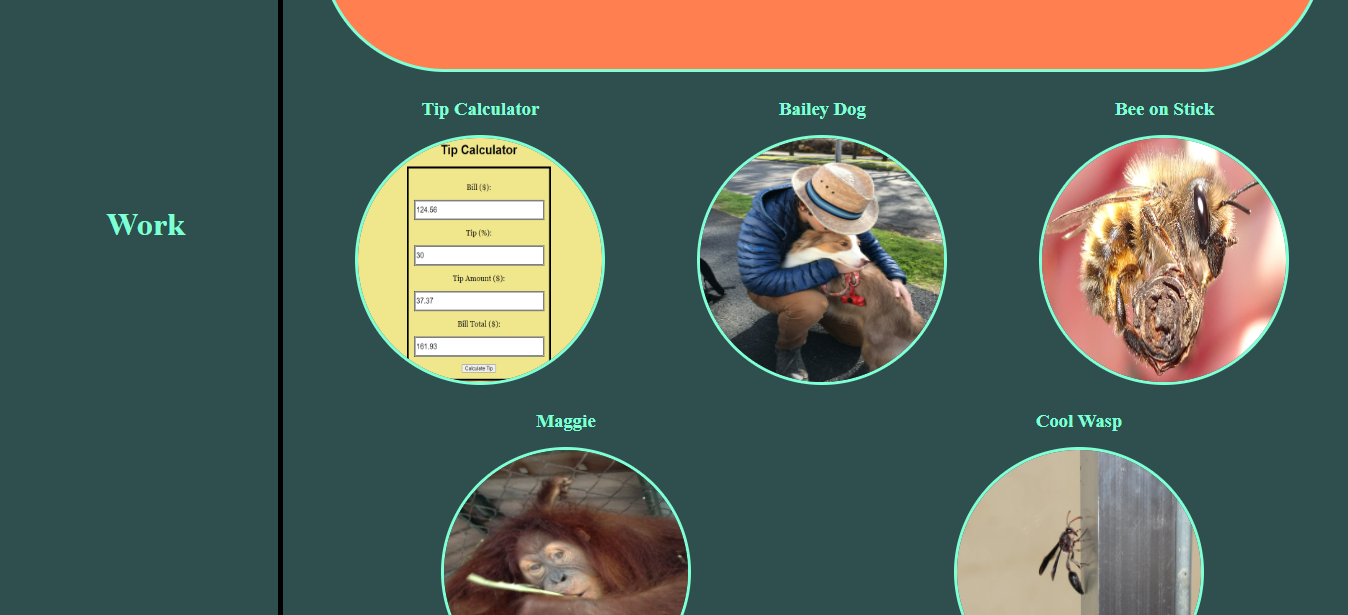 Tip Calculator
Bailey Dog
Bee on Stick
Tip Calculator
Bill ($):
124.56
Tip (%):
30
Tip Amount ($):
37.37
Bill Total ($):
161.93
Calculate Tip
Work
Maggie
Cool Wasp